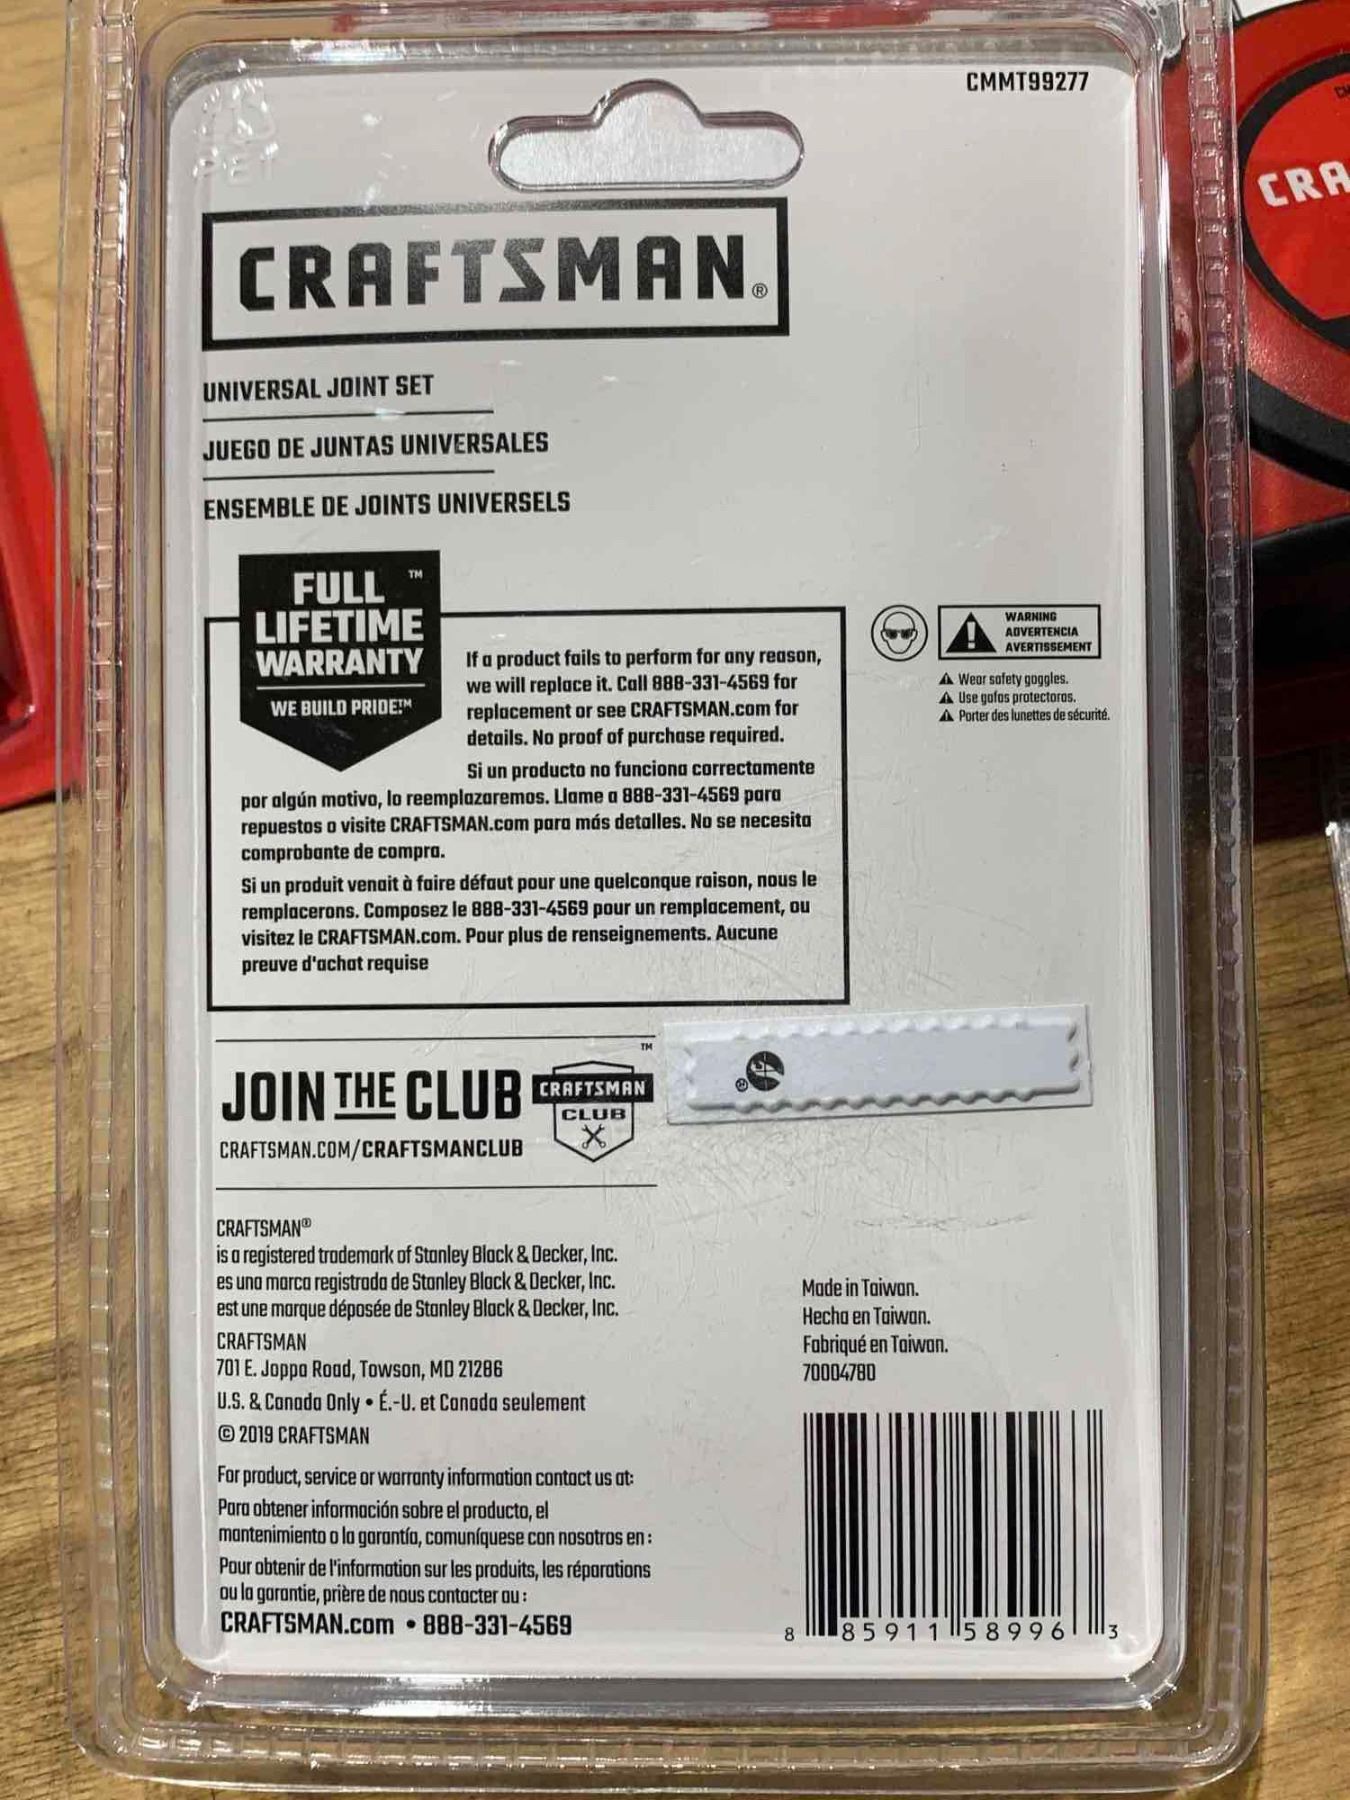 CMMT99277
PET
CRAFTSMAN®
CRA
UNIVERSAL JOINT SET
JUEGO DE JUNTAS UNIVERSALES
ENSEMBLE DE JOINTS UNIVERSELS
FULL ™
LIFETIME
WARRANTY
WE BUILD PRIDE™
If a product fails to perform for any reason,
we will replace it. Call 888-331-4569 for
replacement or see CRAFTSMAN.com for
details. No proof of purchase required.
Si un producto no funciona correctamente
por algún motivo, lo reemplazaremos. Llame a 888-331-4569 para
repuestos o visite CRAFTSMAN.com para más detalles. No se necesita
comprobante de compra.
Si un produit venait à faire défaut pour une quelconque raison, nous le
remplacerons. Composez le 888-331-4569 pour un remplacement, ou
visitez le CRAFTSMAN.com. Pour plus de renseignements. Aucune
preuve d'achat requise
WARNING
ADVERTENCIA
AVERTISSEMENT
Wear safety goggles.
Use gafas protectoras.
Porter des lunettes de sécurité.
JOIN THE CLUB
CRAFTSMAN.COM/CRAFTSMANCLUB
™
CRAFTSMAN
CLUB
®
CRAFTSMAN®
is a registered trademark of Stanley Black & Decker, Inc.
es una marca registrada de Stanley Black & Decker, Inc.
est une marque déposée de Stanley Black & Decker, Inc.
CRAFTSMAN
701 E. Joppa Road, Towson, MD 21286
U.S. & Canada Only • É.-U. et Canada seulement
© 2019 CRAFTSMAN
For product, service or warranty information contact us at:
Para obtener información sobre el producto, el
mantenimiento o la garantía, comuníquese con nosotros en :
Pour obtenir de l'information sur les produits, les réparations
ou la garantie, prière de nous contacter au :
CRAFTSMAN.com • 888-331-4569
Made in Taiwan.
Hecho en Taiwan.
Fabriqué en Taiwan.
7000478D
8 85911 58996 3